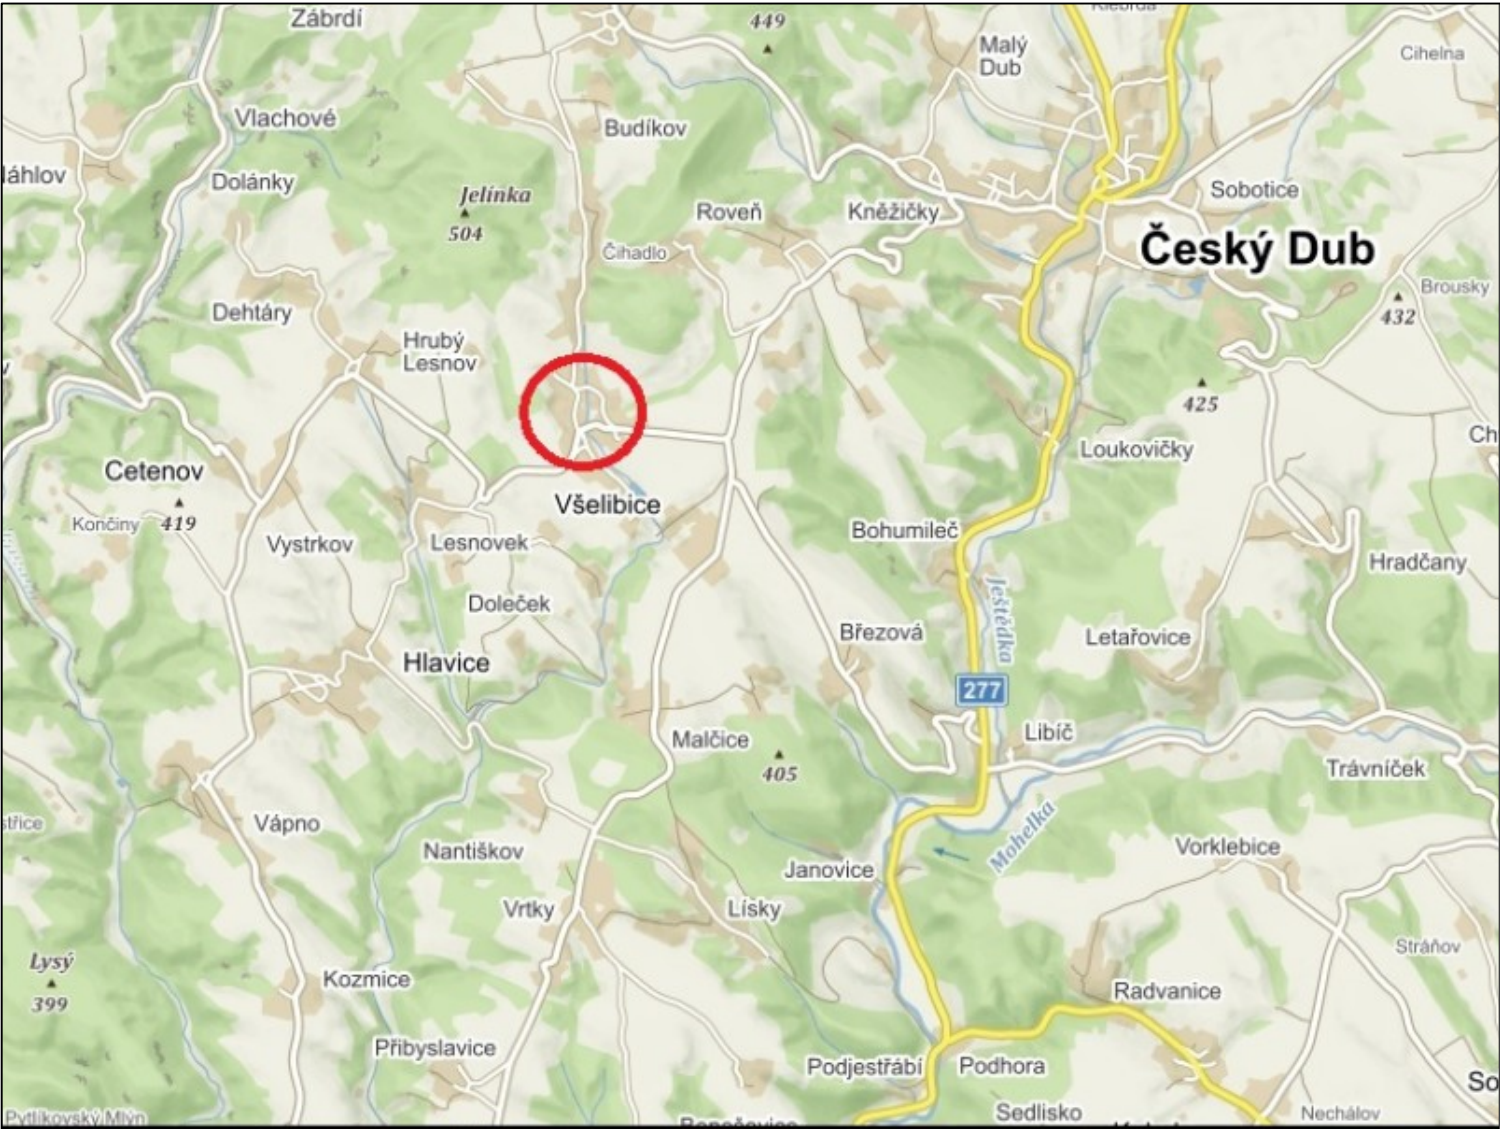 Zábrdí
449
Malý
Dub
Cihelna
Vlachové
Budíkov
Dolánky
Jelínka
504
Roveň
Kněžičky
Sobotice
Český Dub
Čihadlo
Brousky
432
Dehtáry
Hrubý
Lesnov
425
Loukovičky
Cetenov
419
Končiny
Všelibice
Vystrkov
Lesnovek
Bohumileč
Hradčany
Doleček
Ještědka
Březová
Letařovice
Hlavice
277
Malčice
405
Libíč
Trávníček
Vápno
Mohelka
Nantiškov
Janovice
Vorklebice
Vrtky
Lísky
Stráňov
Lysý
399
Kozmice
Radvanice
Přibyslavice
Podjestřábí
Podhora
Sedlisko
Nechálov
Pytlíkovský Mlýn